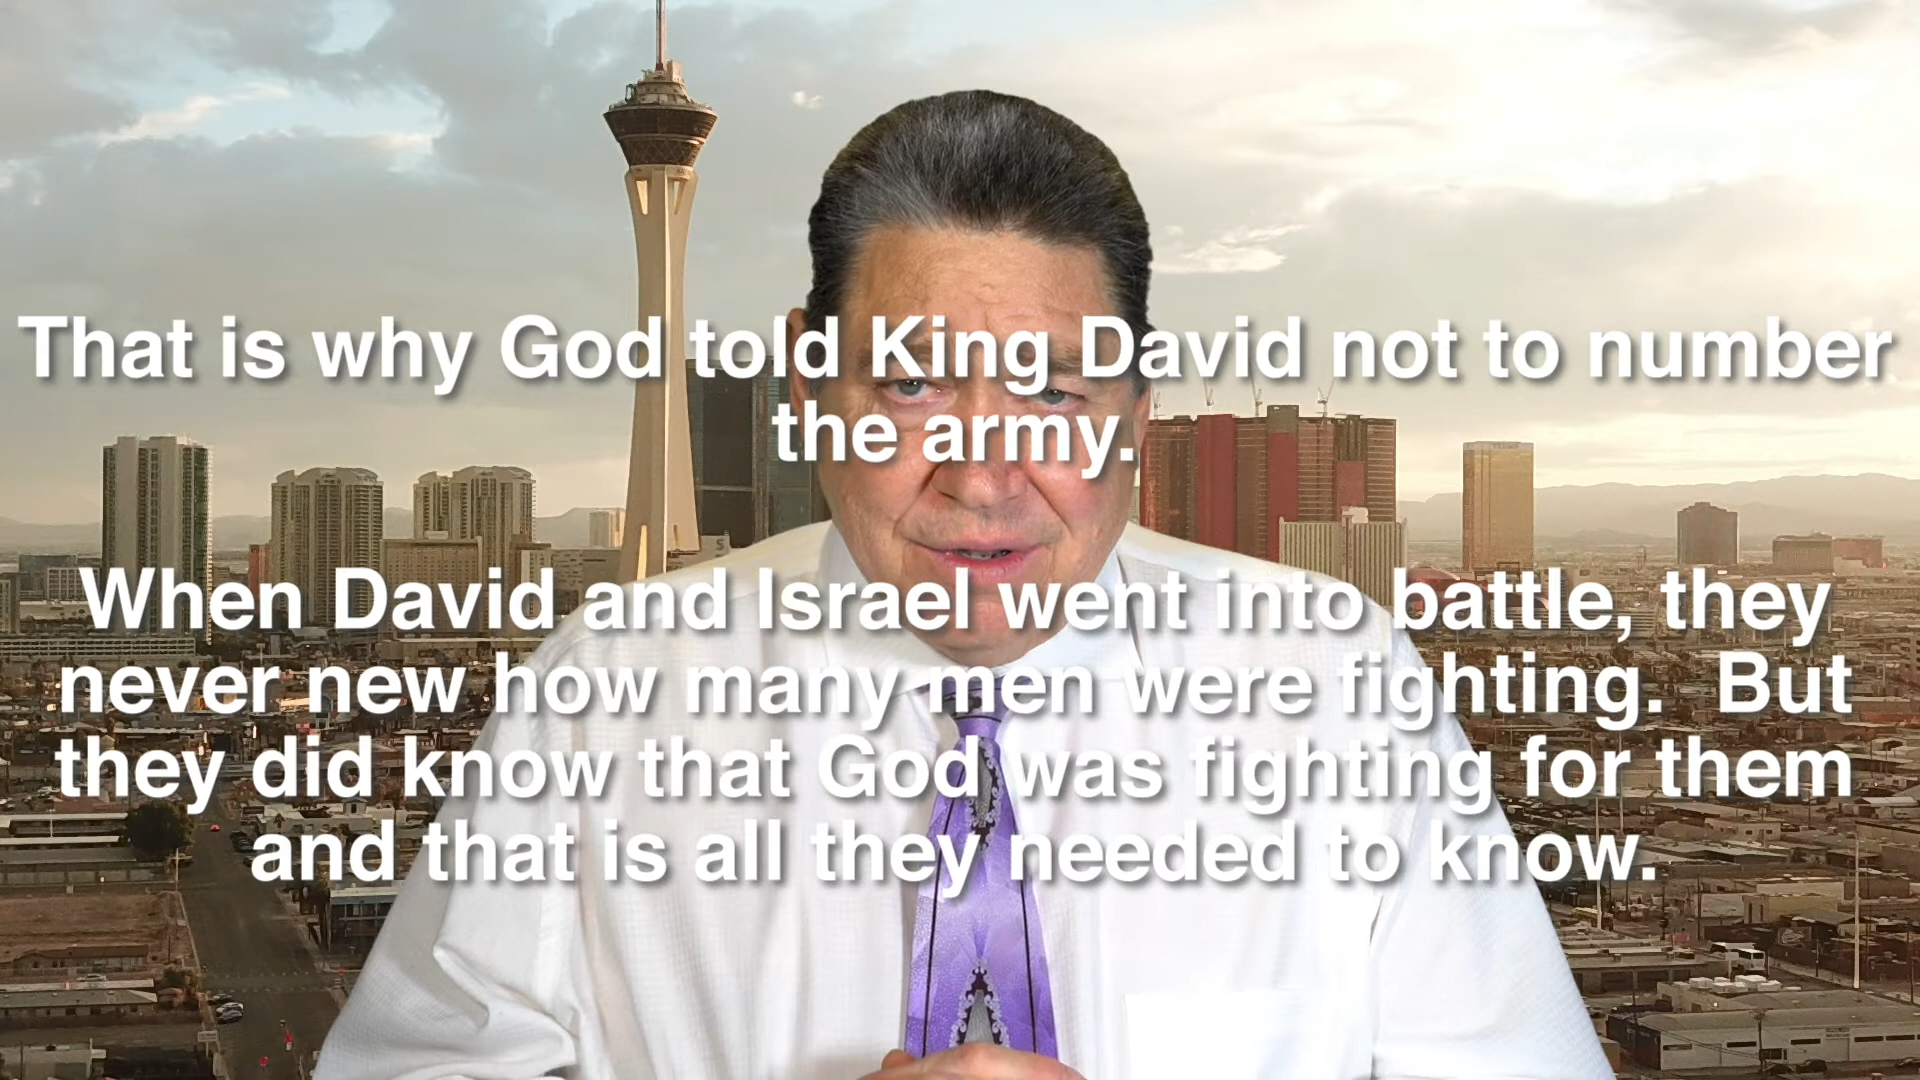 That is why God told King David not to number
the army.
When David and Israel went into battle, they
never new how many men were fighting.  But
they did know that God was fighting for them
and that is all they needed to know.